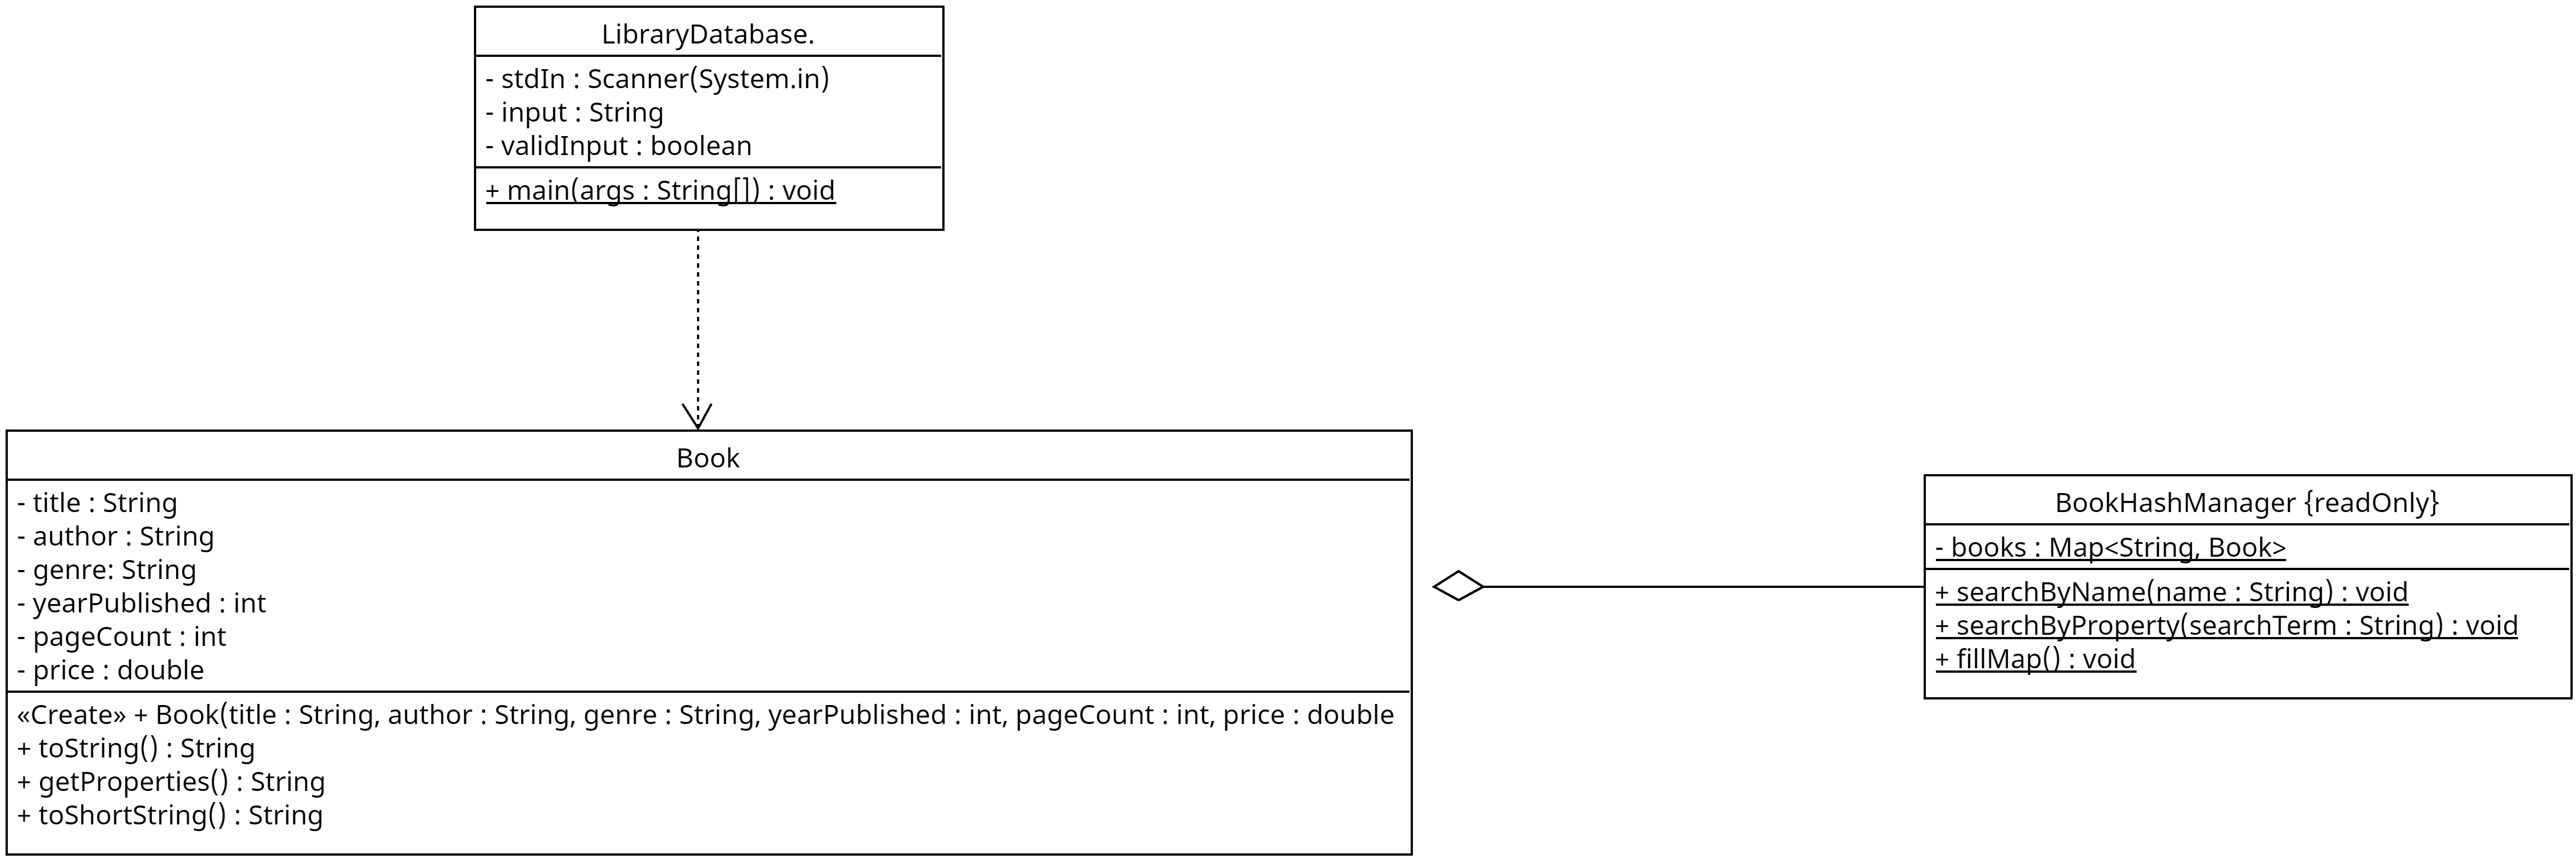 LibraryDatabase.
- stdIn : Scanner(System.in)
- input : String
- validInput : boolean
+ main(args : String[]) : void
Book
- title : String
- author : String
- genre: String
- yearPublished : int
- pageCount : int
- price : double
«Create» + Book(title : String, author : String, genre : String, yearPublished : int, pageCount : int, price : double
+ toString() : String
+ getProperties() : String
+ toShortString() : String
BookHashManager {readOnly}
- books : Map<String, Book>
+ searchByName(name : String) : void
+ searchByProperty(searchTerm : String) : void
+ fillMap() : void